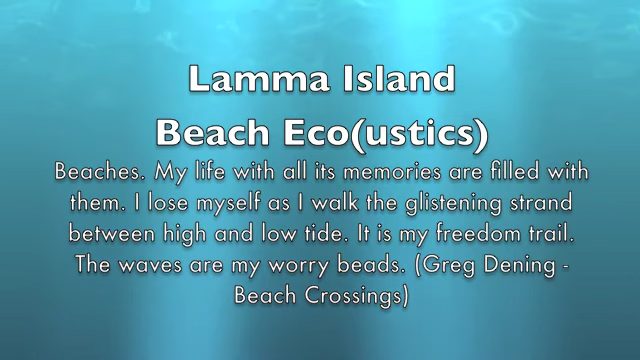 Lamma Island
Beach Eco(ustics)
Beaches. My life with all its memories are filled with
them. I lose myself as I walk the glistening strand
between high and low tide. It is my freedom trail.
The waves are my worry beads. (Greg Dening -
Beach Crossings)